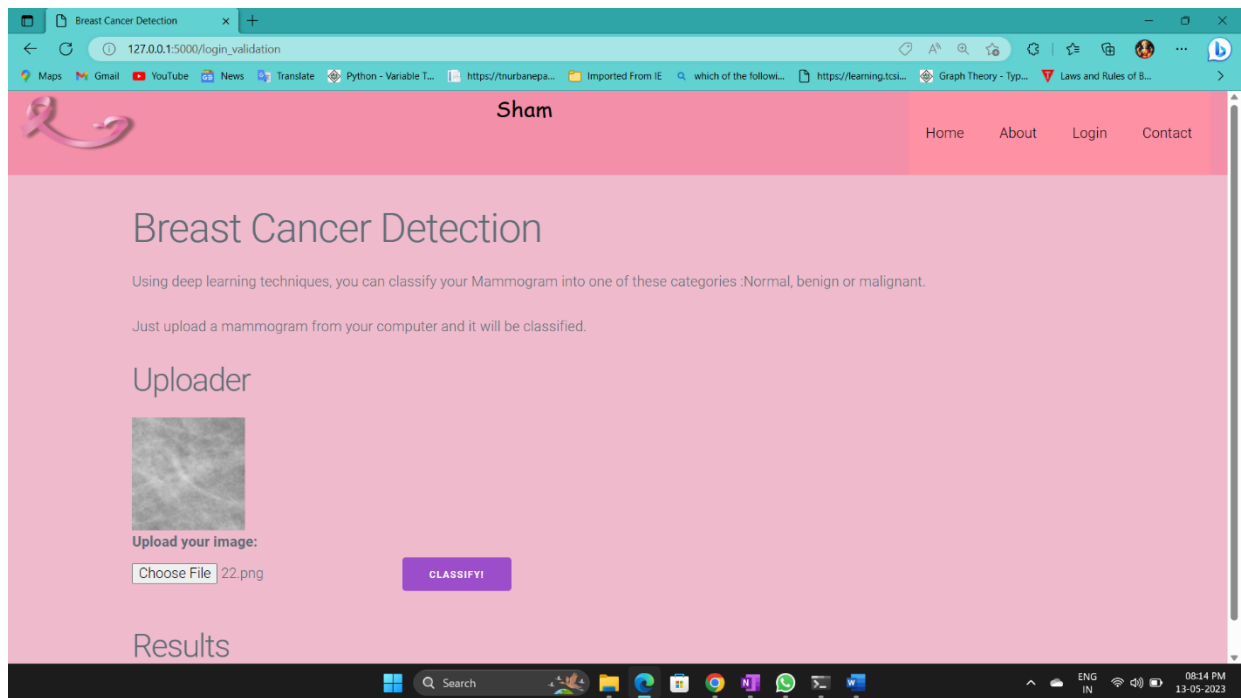 Breast Cancer Detection
127.0.0.1:5000/login_validation
Maps Gmail YouTube News Translate Python - Variable T... https://tnurbanepa... Imported From IE which of the followi... https://learning.tcsi... Graph Theory - Typ... Laws and Rules of B...
Sham
Home About Login Contact
Breast Cancer Detection
Using deep learning techniques, you can classify your Mammogram into one of these categories :Normal, benign or malignant.
Just upload a mammogram from your computer and it will be classified.
Uploader
Upload your image:
Choose File 22.png CLASSIFY!
Results
Search ENG 08:14 PM
IN 13-05-2023